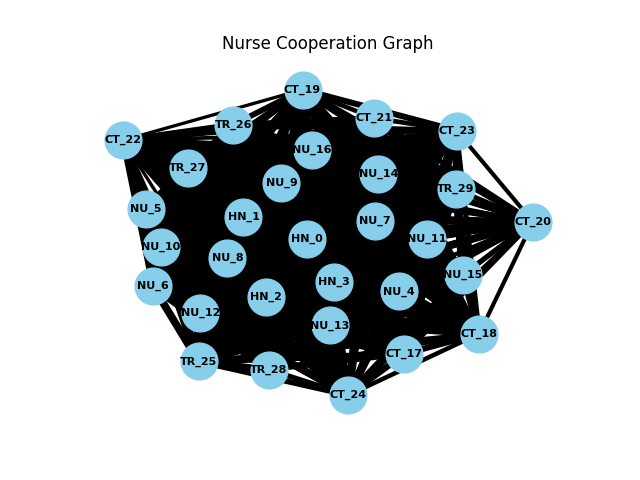 Nurse Cooperation Graph
CT_19
CT_21
TR_26
CT_23
CT_22
NU_16
TR_27
NU_14
NU_9
TR_29
NU_5
HN_1
NU_7
CT_20
HN_0
NU_11
NU_10
NU_8
NU_15
HN_3
NU_6
NU_4
HN_2
NU_12
NU_13
CT_18
CT_17
TR_25
TR_28
CT_24